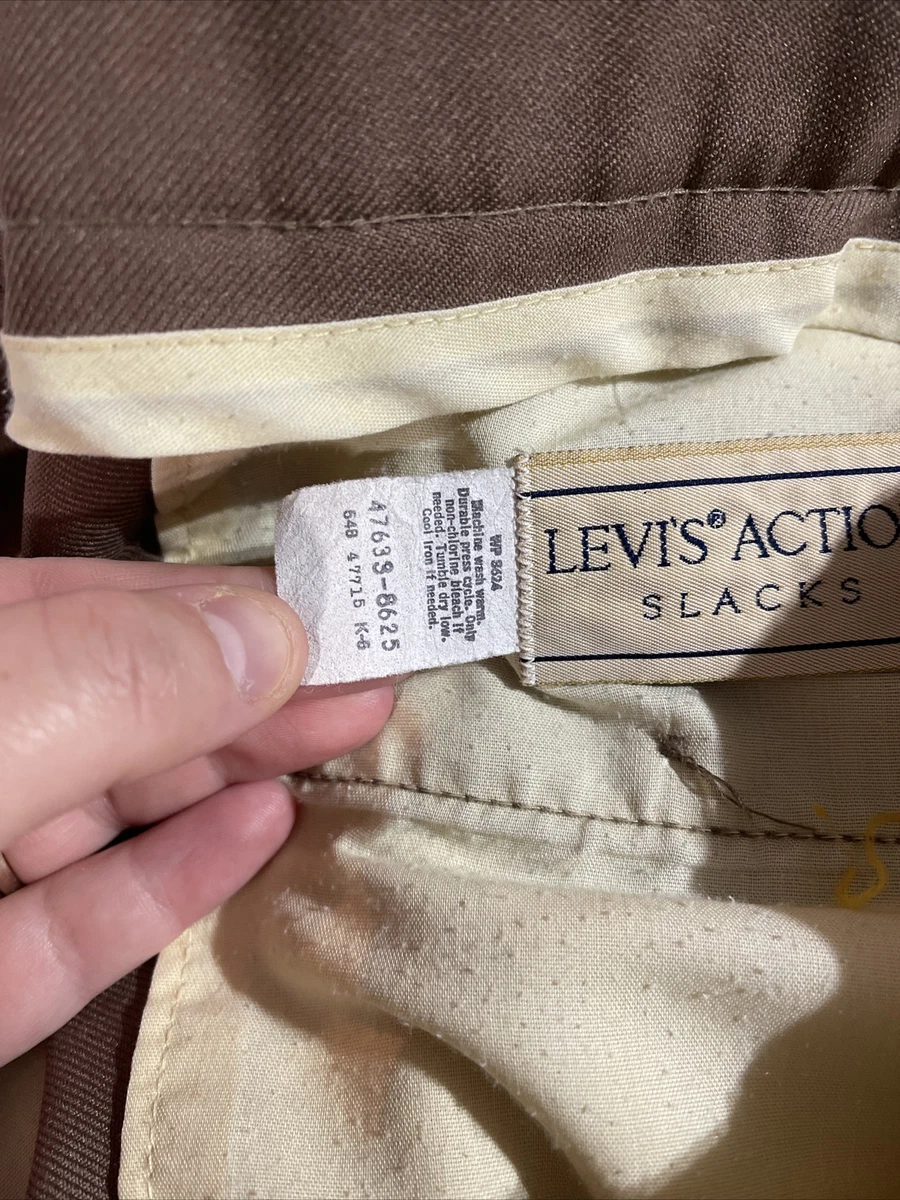 WP 8624
Machine wash warm.
Durable press cycle. Only
non-chlorine bleach if
needed. Tumble dry low.
Cool iron if needed.
47639-8625
648 47715 K-6
LEVI'S® ACTIO
SLACKS